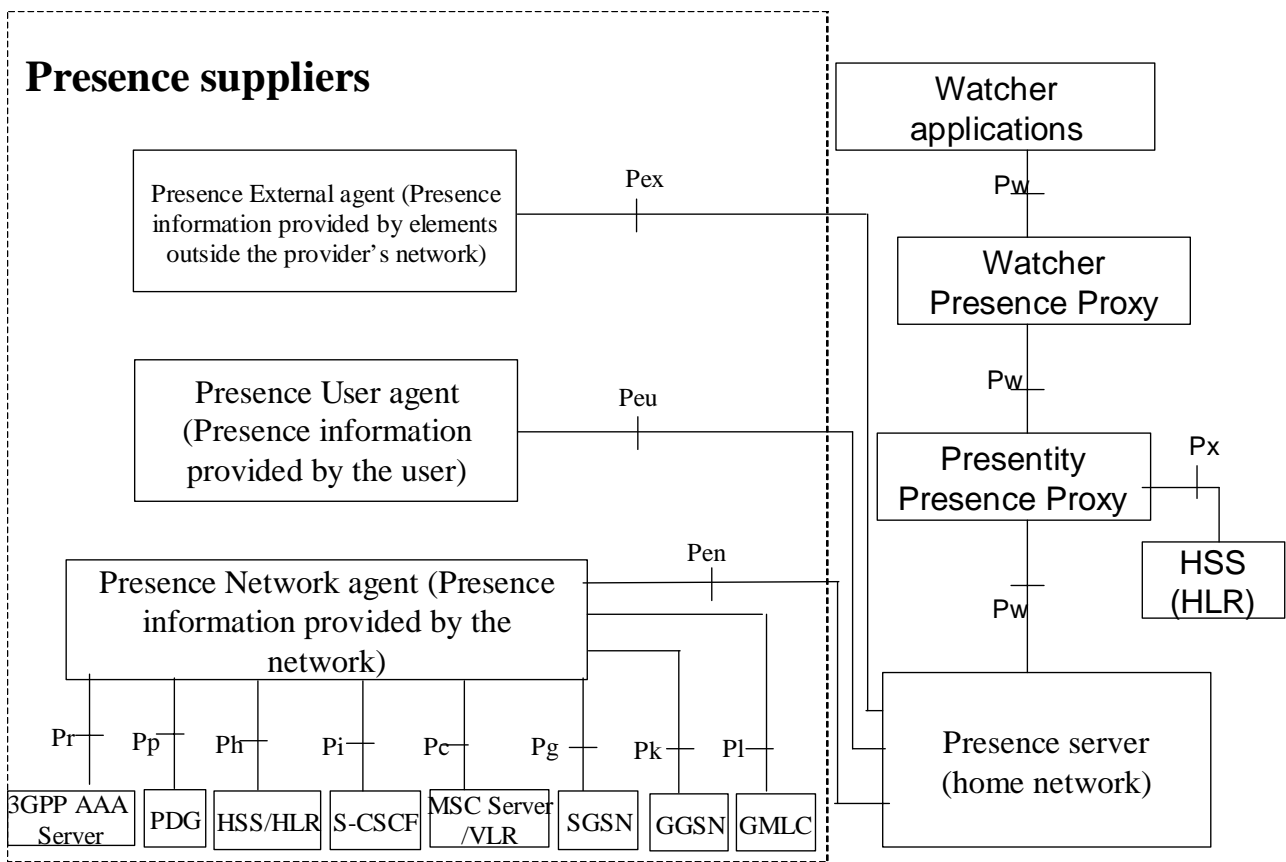 Presence suppliers
Watcher
applications
Presence External agent (Presence
information provided by elements
outside the provider's network)
Pex
Pw
Watcher
Presence Proxy
Presence User agent
(Presence information
provided by the user)
Peu
Pw
Presentity
Presence Proxy
Px
HSS
(HLR)
Presence Network agent (Presence
information provided by the
network)
Pen
Pw
Presence server
(home network)
Pr
Pp
Ph
Pi
Pc
Pg
Pk
Pl
3GPP AAA
Server
PDG
HSS/HLR
S-CSCF
MSC Server
/VLR
SGSN
GGSN
GMLC